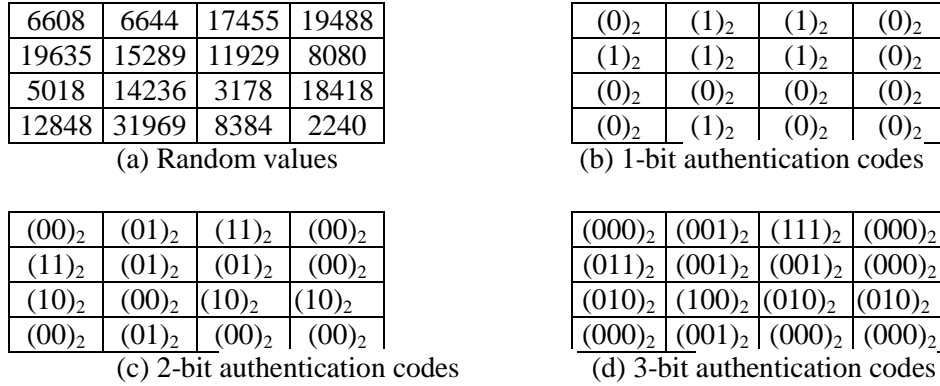 6608 6644 17455 19488
19635 15289 11929 8080
5018 14236 3178 18418
12848 31969 8384 2240
(a) Random values
(0)₂ (1)₂ (1)₂ (0)₂
(1)₂ (1)₂ (1)₂ (0)₂
(0)₂ (0)₂ (0)₂ (0)₂
(0)₂ (1)₂ (0)₂ (0)₂
(b) 1-bit authentication codes
(00)₂ (01)₂ (11)₂ (00)₂
(11)₂ (01)₂ (01)₂ (00)₂
(10)₂ (00)₂ (10)₂ (10)₂
(00)₂ (01)₂ (00)₂ (00)₂
(c) 2-bit authentication codes
(000)₂ (001)₂ (111)₂ (000)₂
(011)₂ (001)₂ (001)₂ (000)₂
(010)₂ (100)₂ (010)₂ (010)₂
(000)₂ (001)₂ (000)₂ (000)₂
(d) 3-bit authentication codes